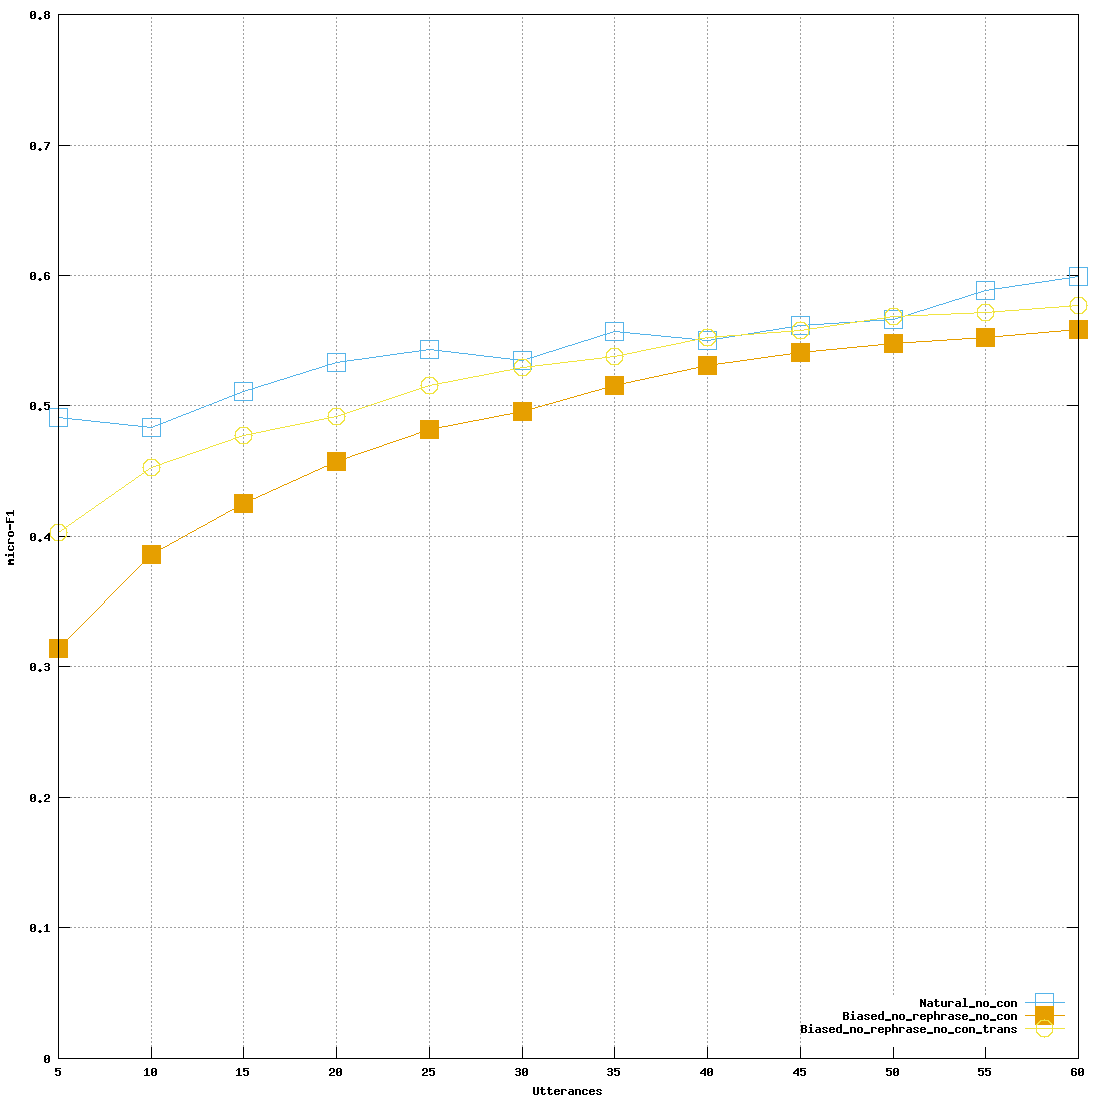 0.8
0.7
0.6
0.5
0.4
0.3
0.2
0.1
0
micro-F1
Natural_no_con
Biased_no_rephrase_no_con
Biased_no_rephrase_no_con_trans
5 10 15 20 25 30 35 40 45 50 55 60
Utterances